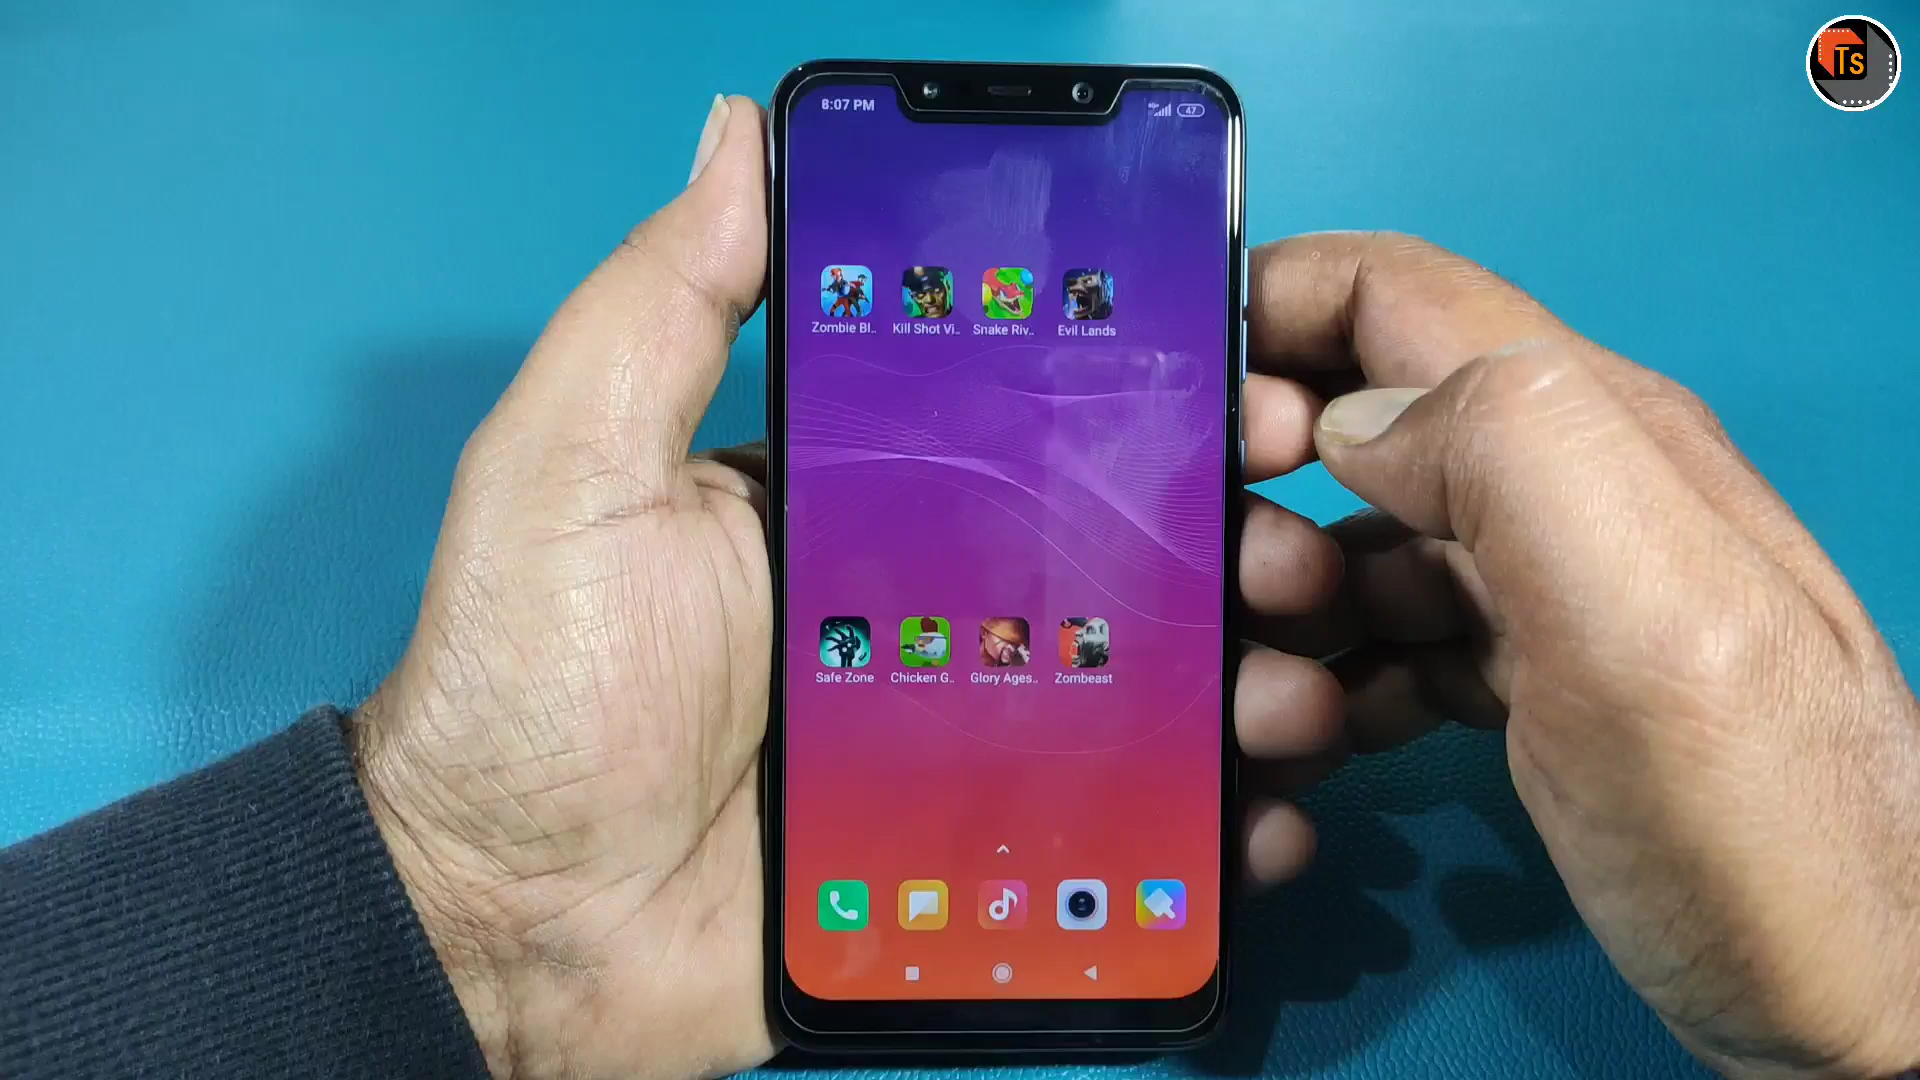 Ts
8:07 PM
47
Zombie Bl..
Kill Shot Vi..
Snake Riv..
Evil Lands
Safe Zone
Chicken G..
Glory Ages..
Zombeast